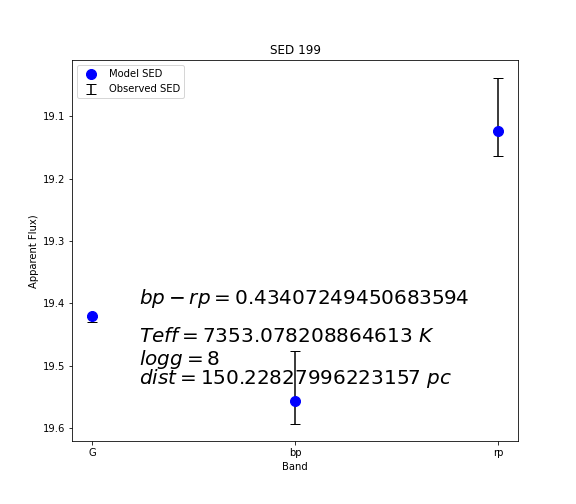 SED 199
Model SED
Observed SED
19.1
19.2
19.3
19.4
19.5
19.6
Apparent Flux)
bp − rp = 0.43407249450683594
Teff = 7353.078208864613 K
logg = 8
dist = 150.22827996223157 pc
G bp rp
Band